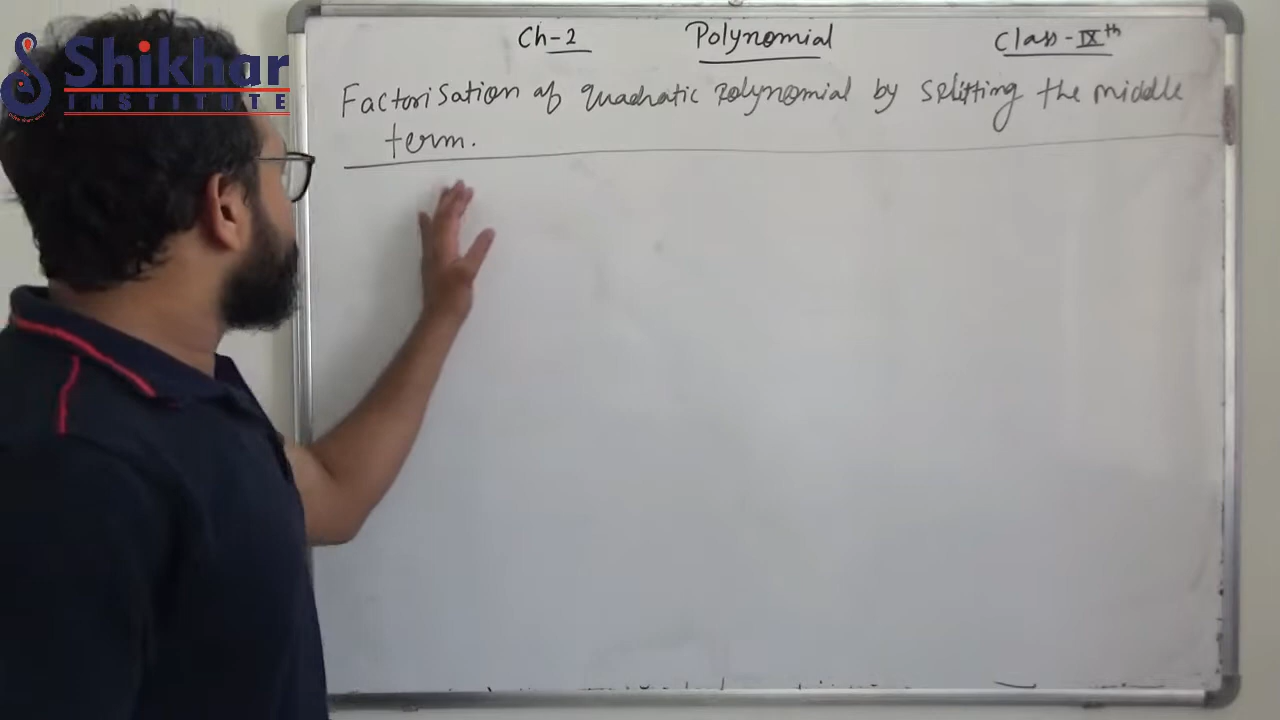 Shikhar
INSTITUTE
Ch-2 Polynomial Class-IXth
Factorisation of quadratic polynomial by splitting the middle
term.